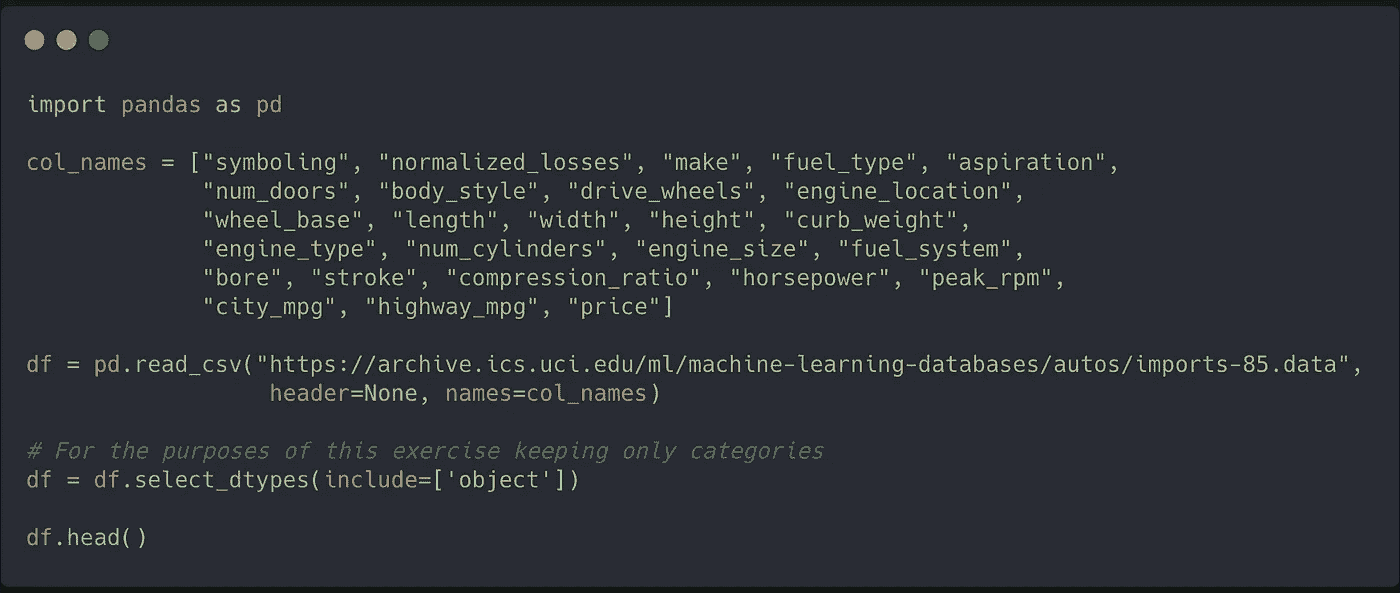 import pandas as pd
col_names = ["symboling", "normalized_losses", "make", "fuel_type", "aspiration",
"num_doors", "body_style", "drive_wheels", "engine_location",
"wheel_base", "length", "width", "height", "curb_weight",
"engine_type", "num_cylinders", "engine_size", "fuel_system",
"bore", "stroke", "compression_ratio", "horsepower", "peak_rpm",
"city_mpg", "highway_mpg", "price"]
df = pd.read_csv("https://archive.ics.uci.edu/ml/machine-learning-databases/autos/imports-85.data",
header=None, names=col_names)
# For the purposes of this exercise keeping only categories
df = df.select_dtypes(include=['object'])
df.head()